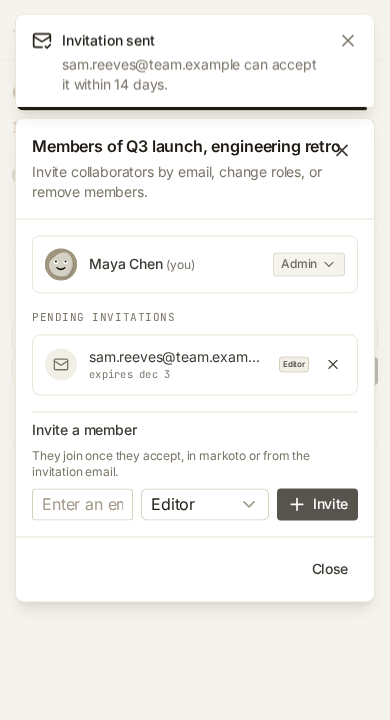 Invitation sent
sam.reeves@team.example can accept
it within 14 days.
Members of Q3 launch, engineering retro
Invite collaborators by email, change roles, or
remove members.
Maya Chen (you)
Admin
PENDING INVITATIONS
sam.reeves@team.exam…
expires dec 3
Editor
Invite a member
They join once they accept, in markoto or from the
invitation email.
Enter an en
Editor
Invite
Close